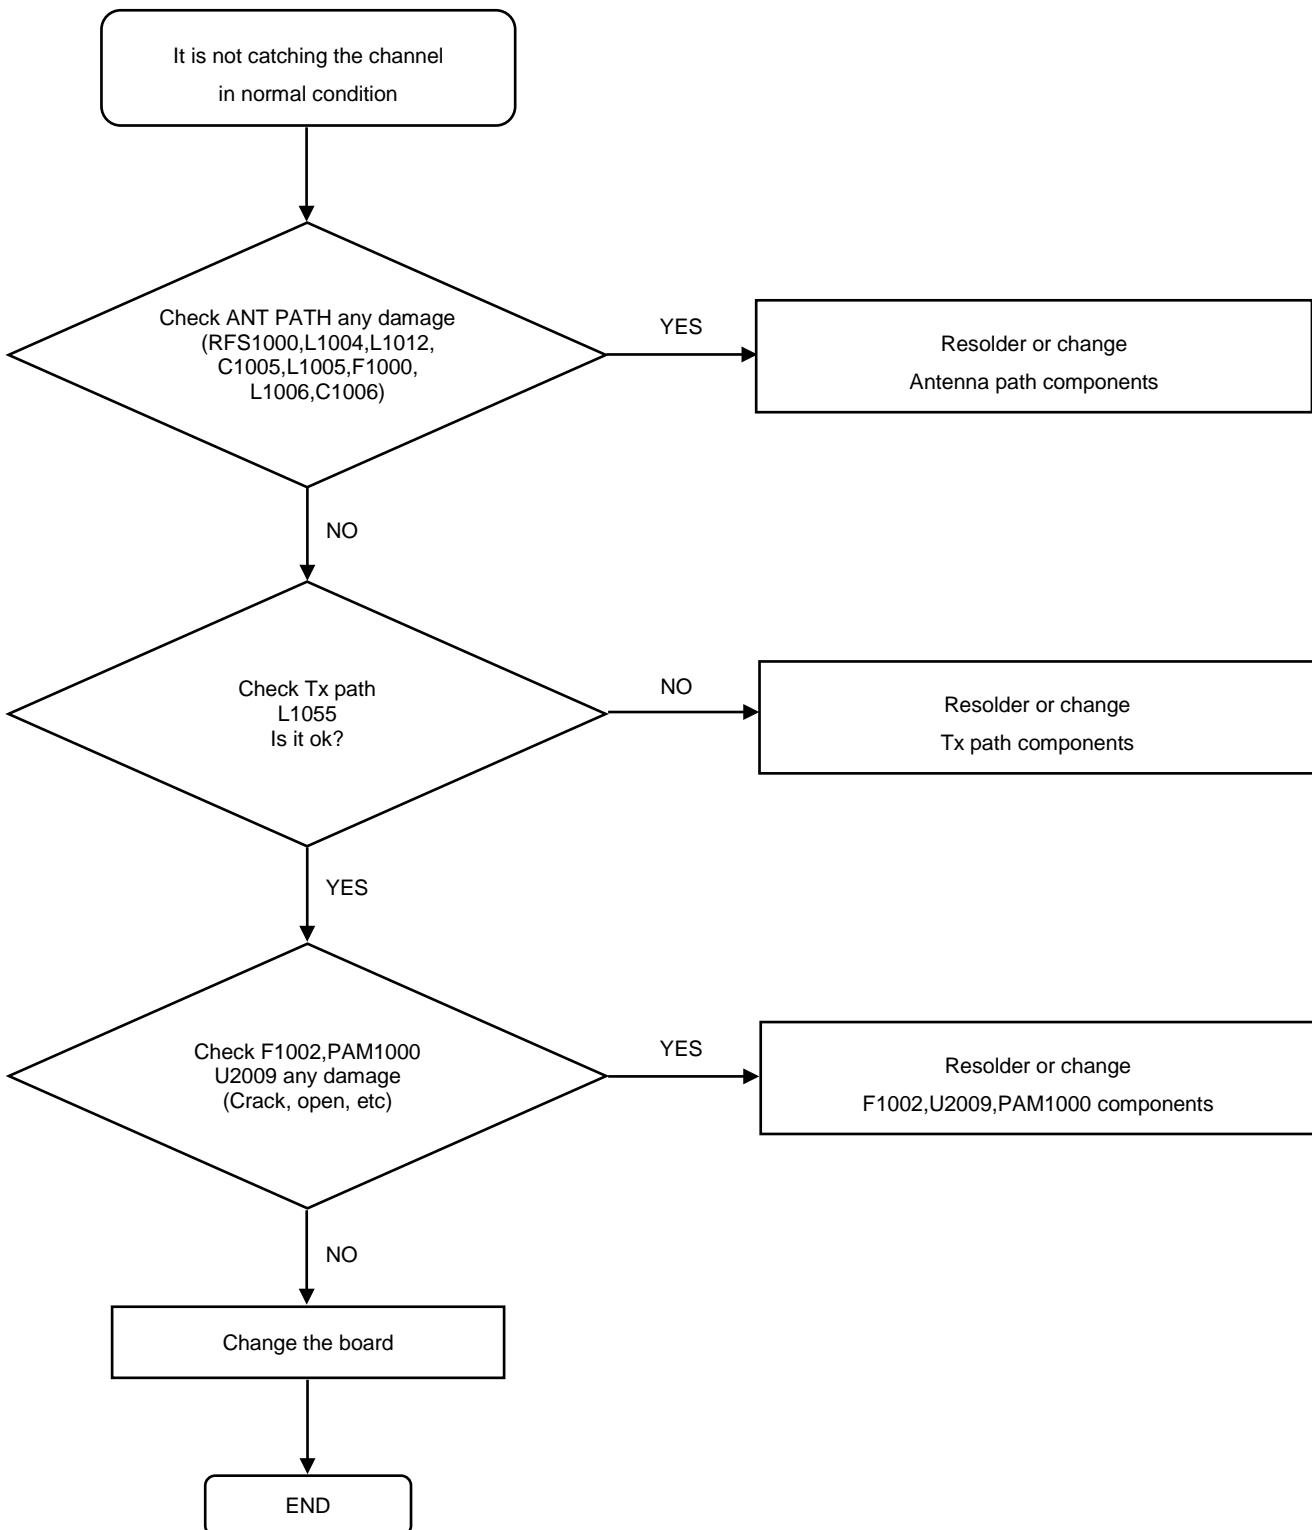 It is not catching the channel
in normal condition
Check ANT PATH any damage
(RFS1000,L1004,L1012,
C1005,L1005,F1000,
L1006,C1006)
YES
Resolder or change
Antenna path components
NO
Check Tx path
L1055
Is it ok?
NO
Resolder or change
Tx path components
YES
Check F1002,PAM1000
U2009 any damage
(Crack, open, etc)
YES
Resolder or change
F1002,U2009,PAM1000 components
NO
Change the board
END